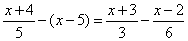 (x+4)/5 − (x−5) = (x+3)/3 − (x−2)/6